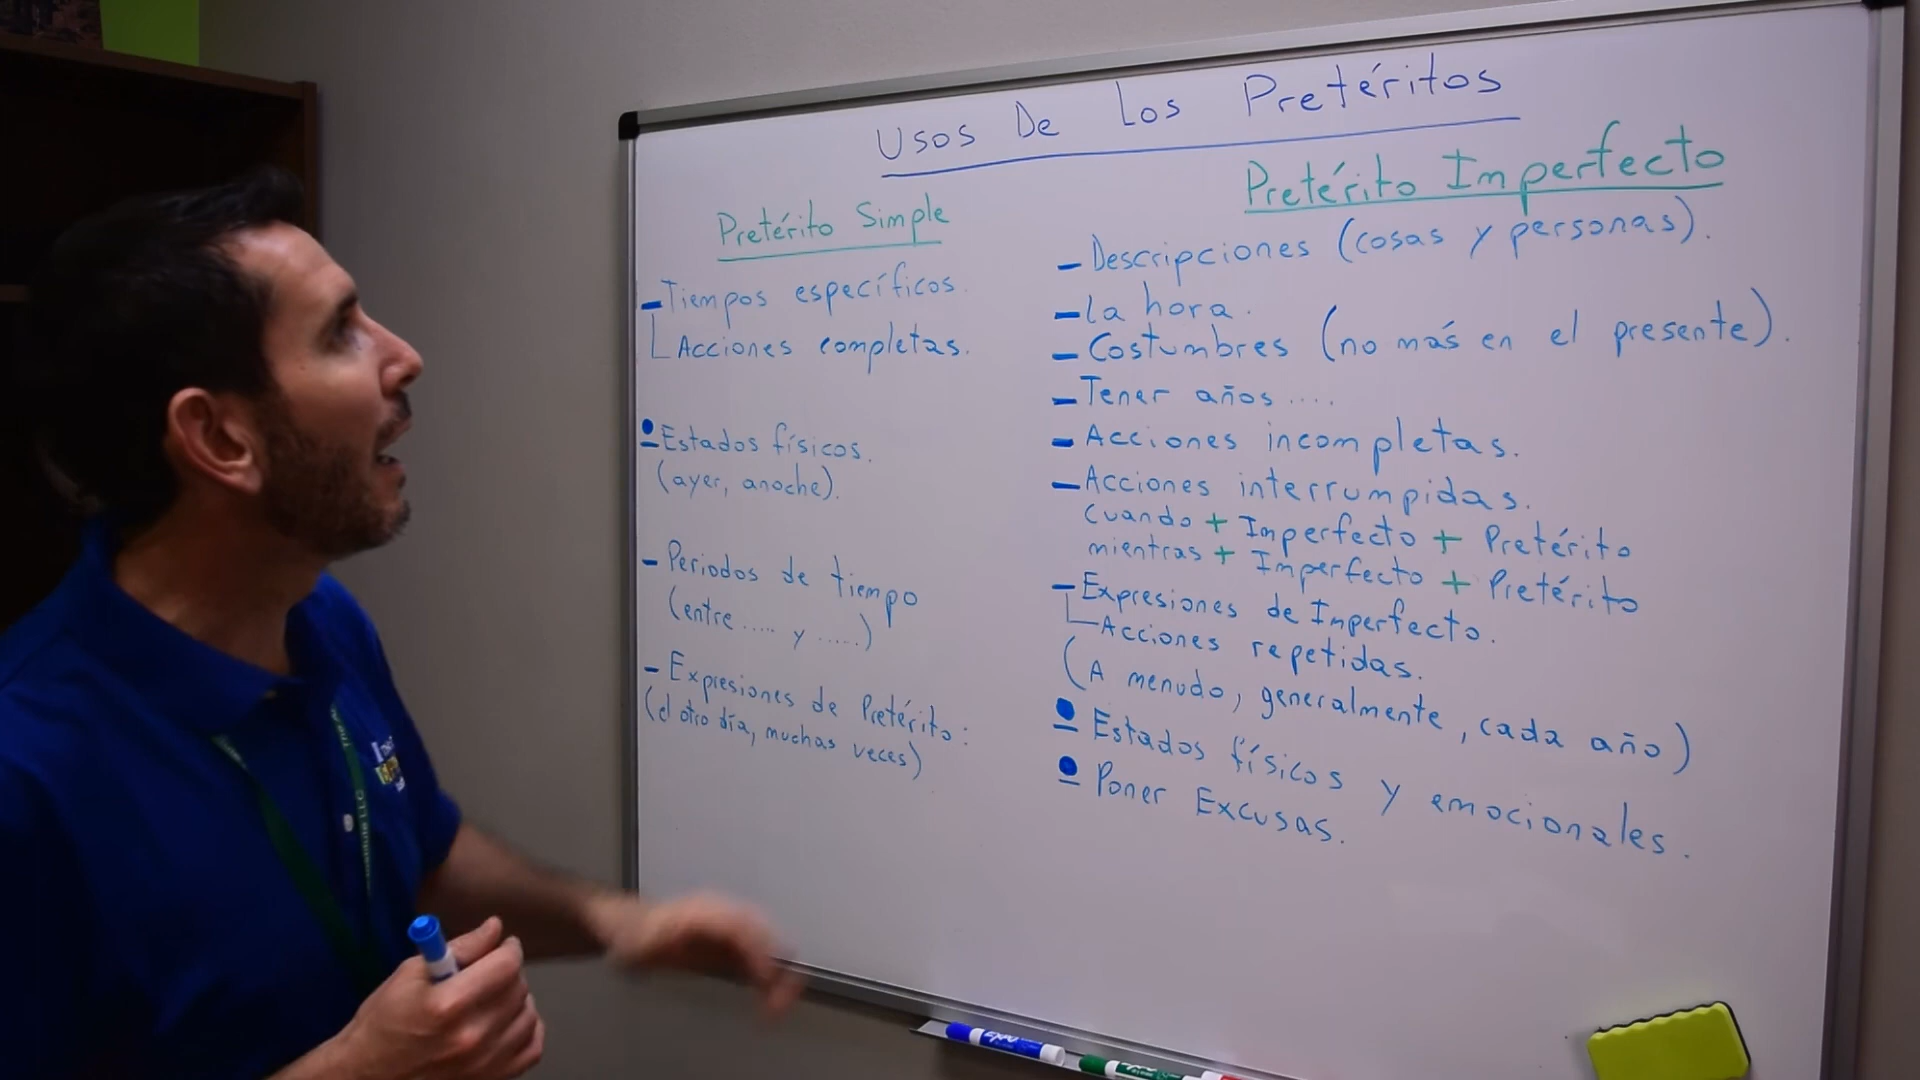 Usos De Los Pretéritos
Pretérito Simple
- Tiempos específicos.
Acciones completas.
- Estados físicos.
(ayer, anoche).
- Periodos de tiempo
(entre ..... y .....)
- Expresiones de Pretérito:
(el otro día, muchas veces)
Pretérito Imperfecto
- Descripciones (cosas y personas).
- La hora.
- Costumbres (no más en el presente).
- Tener años ....
- Acciones incompletas.
- Acciones interrumpidas.
Cuando + Imperfecto + Pretérito
mientras + Imperfecto + Pretérito
- Expresiones de Imperfecto.
Acciones repetidas.
(A menudo, generalmente, cada año)
- Estados físicos y emocionales.
- Poner Excusas.
EXPO